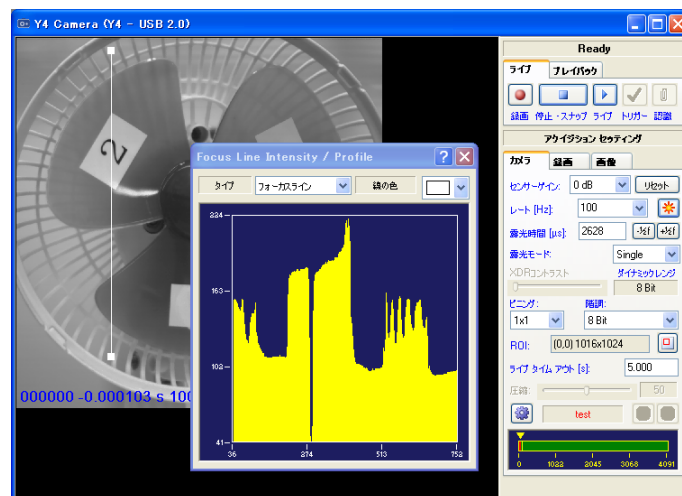 Y4 Camera (Y4 - USB 2.0)
Ready
ライブ プレイバック
録画 停止・スナップ ライブ トリガー 認識
アクイジション セッティング
カメラ 録画 画像
センサーゲイン: 0 dB リセット
レート [Hz]: 100
露光時間 [μs]: 2628 -½f +½f
露光モード: Single
XDRコントラスト ダイナミックレンジ
8 Bit
ビニング: 階調:
1x1 8 Bit
ROI: (0,0) 1016x1024
ライブ タイム アウト [s]: 5.000
圧縮: 50
test
0 1022 2045 3068 4091
2
Focus Line Intensity / Profile
タイプ フォーカスライン 線の色
224
163
102
41
36 274 513 752
000000 -0.000103 s 100